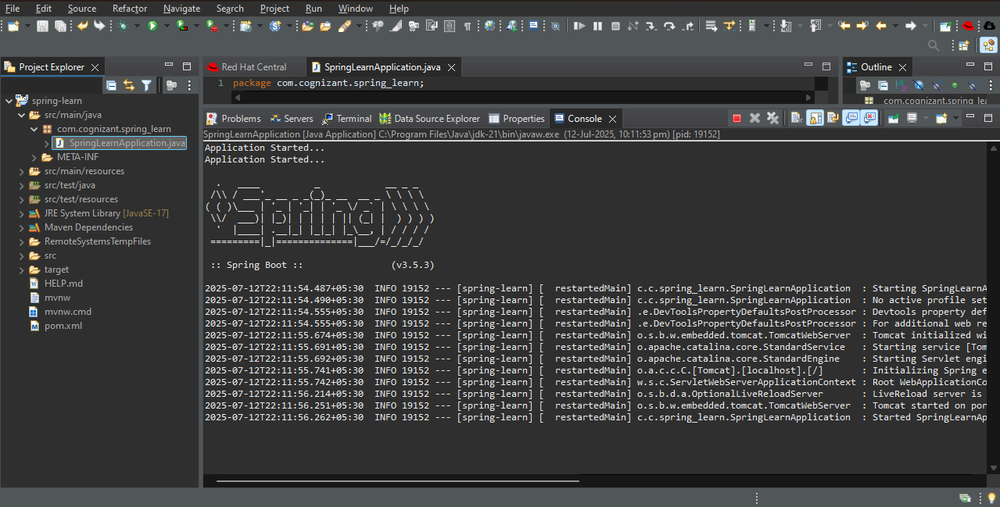 File Edit Source Refactor Navigate Search Project Run Window Help
Project Explorer
Red Hat Central
SpringLearnApplication.java
Outline
1 package com.cognizant.spring_learn;
com.cognizant.spring_lea
spring-learn
src/main/java
com.cognizant.spring_learn
SpringLearnApplication.java
META-INF
src/main/resources
src/test/java
src/test/resources
JRE System Library [JavaSE-17]
Maven Dependencies
RemoteSystemsTempFiles
src
target
HELP.md
mvnw
mvnw.cmd
pom.xml
Problems Servers Terminal Data Source Explorer Properties Console
SpringLearnApplication [Java Application] C:\Program Files\Java\jdk-21\bin\javaw.exe (12-Jul-2025, 10:11:53 pm) [pid: 19152]
Application Started...
Application Started...
Spring
:: Spring Boot :: (v3.5.3)
2025-07-12T22:11:54.487+05:30 INFO 19152 --- [spring-learn] [ restartedMain] c.c.spring_learn.SpringLearnApplication : Starting SpringLearnA
2025-07-12T22:11:54.490+05:30 INFO 19152 --- [spring-learn] [ restartedMain] c.c.spring_learn.SpringLearnApplication : No active profile set
2025-07-12T22:11:54.555+05:30 INFO 19152 --- [spring-learn] [ restartedMain] .e.DevToolsPropertyDefaultsPostProcessor : Devtools property def
2025-07-12T22:11:54.555+05:30 INFO 19152 --- [spring-learn] [ restartedMain] .e.DevToolsPropertyDefaultsPostProcessor : For additional web re
2025-07-12T22:11:55.674+05:30 INFO 19152 --- [spring-learn] [ restartedMain] o.s.b.w.embedded.tomcat.TomcatWebServer : Tomcat initialized wi
2025-07-12T22:11:55.691+05:30 INFO 19152 --- [spring-learn] [ restartedMain] o.apache.catalina.core.StandardService : Starting service [Tom
2025-07-12T22:11:55.692+05:30 INFO 19152 --- [spring-learn] [ restartedMain] o.apache.catalina.core.StandardEngine : Starting Servlet engi
2025-07-12T22:11:55.741+05:30 INFO 19152 --- [spring-learn] [ restartedMain] o.a.c.c.C.[Tomcat].[localhost].[/] : Initializing Spring e
2025-07-12T22:11:55.742+05:30 INFO 19152 --- [spring-learn] [ restartedMain] w.s.c.ServletWebServerApplicationContext : Root WebApplicationCo
2025-07-12T22:11:56.214+05:30 INFO 19152 --- [spring-learn] [ restartedMain] o.s.b.d.a.OptionalLiveReloadServer : LiveReload server is
2025-07-12T22:11:56.251+05:30 INFO 19152 --- [spring-learn] [ restartedMain] o.s.b.w.embedded.tomcat.TomcatWebServer : Tomcat started on por
2025-07-12T22:11:56.262+05:30 INFO 19152 --- [spring-learn] [ restartedMain] c.c.spring_learn.SpringLearnApplication : Started SpringLearnAp